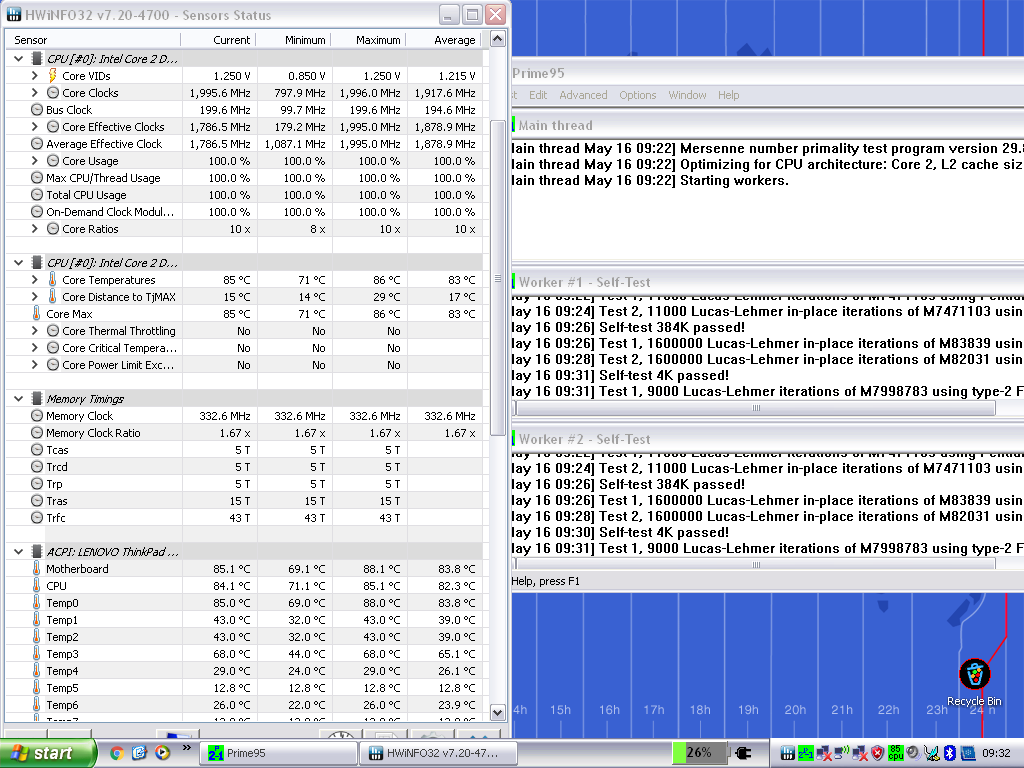 HWiNFO32 v7.20-4700 - Sensors Status
Sensor Current Minimum Maximum Average
CPU [#0]: Intel Core 2 D...
Core VIDs 1.250 V 0.850 V 1.250 V 1.215 V
Core Clocks 1,995.6 MHz 797.9 MHz 1,996.0 MHz 1,917.6 MHz
Bus Clock 199.6 MHz 99.7 MHz 199.6 MHz 194.6 MHz
Core Effective Clocks 1,786.5 MHz 179.2 MHz 1,995.0 MHz 1,878.9 MHz
Average Effective Clock 1,786.5 MHz 1,087.1 MHz 1,995.0 MHz 1,878.9 MHz
Core Usage 100.0 % 100.0 % 100.0 % 100.0 %
Max CPU/Thread Usage 100.0 % 100.0 % 100.0 % 100.0 %
Total CPU Usage 100.0 % 100.0 % 100.0 % 100.0 %
On-Demand Clock Modul... 100.0 % 100.0 % 100.0 % 100.0 %
Core Ratios 10 x 8 x 10 x 10 x
CPU [#0]: Intel Core 2 D...
Core Temperatures 85 °C 71 °C 86 °C 83 °C
Core Distance to TjMAX 15 °C 14 °C 29 °C 17 °C
Core Max 85 °C 71 °C 86 °C 83 °C
Core Thermal Throttling No No No
Core Critical Tempera... No No No
Core Power Limit Exc... No No No
Memory Timings
Memory Clock 332.6 MHz 332.6 MHz 332.6 MHz 332.6 MHz
Memory Clock Ratio 1.67 x 1.67 x 1.67 x 1.67 x
Tcas 5 T 5 T 5 T
Trcd 5 T 5 T 5 T
Trp 5 T 5 T 5 T
Tras 15 T 15 T 15 T
Trfc 43 T 43 T 43 T
ACPI: LENOVO ThinkPad ...
Motherboard 85.1 °C 69.1 °C 88.1 °C 83.8 °C
CPU 84.1 °C 71.1 °C 85.1 °C 82.3 °C
Temp0 85.0 °C 69.0 °C 88.0 °C 83.8 °C
Temp1 43.0 °C 32.0 °C 43.0 °C 39.0 °C
Temp2 43.0 °C 32.0 °C 43.0 °C 39.0 °C
Temp3 68.0 °C 44.0 °C 68.0 °C 65.1 °C
Temp4 29.0 °C 24.0 °C 29.0 °C 26.1 °C
Temp5 12.8 °C 12.8 °C 12.8 °C 12.8 °C
Temp6 26.0 °C 22.0 °C 26.0 °C 23.9 °C
Prime95
st Edit Advanced Options Window Help
Main thread
lain thread May 16 09:22] Mersenne number primality test program version 29.8
lain thread May 16 09:22] Optimizing for CPU architecture: Core 2, L2 cache siz
lain thread May 16 09:22] Starting workers.
Worker #1 - Self-Test
lay 16 09:24] Test 2, 11000 Lucas-Lehmer in-place iterations of M7471103 usin
lay 16 09:26] Self-test 384K passed!
lay 16 09:26] Test 1, 1600000 Lucas-Lehmer in-place iterations of M83839 usin
lay 16 09:28] Test 2, 1600000 Lucas-Lehmer in-place iterations of M82031 usin
lay 16 09:31] Self-test 4K passed!
lay 16 09:31] Test 1, 9000 Lucas-Lehmer iterations of M7998783 using type-2 F
Worker #2 - Self-Test
lay 16 09:24] Test 2, 11000 Lucas-Lehmer in-place iterations of M7471103 usin
lay 16 09:26] Self-test 384K passed!
lay 16 09:26] Test 1, 1600000 Lucas-Lehmer in-place iterations of M83839 usin
lay 16 09:28] Test 2, 1600000 Lucas-Lehmer in-place iterations of M82031 usin
lay 16 09:30] Self-test 4K passed!
lay 16 09:31] Test 1, 9000 Lucas-Lehmer iterations of M7998783 using type-2 F
Help, press F1
Recycle Bin
4h 15h 16h 17h 18h 19h 20h 21h 22h 23h 24h
start Prime95 HWiNFO32 v7.20-47... 26% 85 cpu 09:32